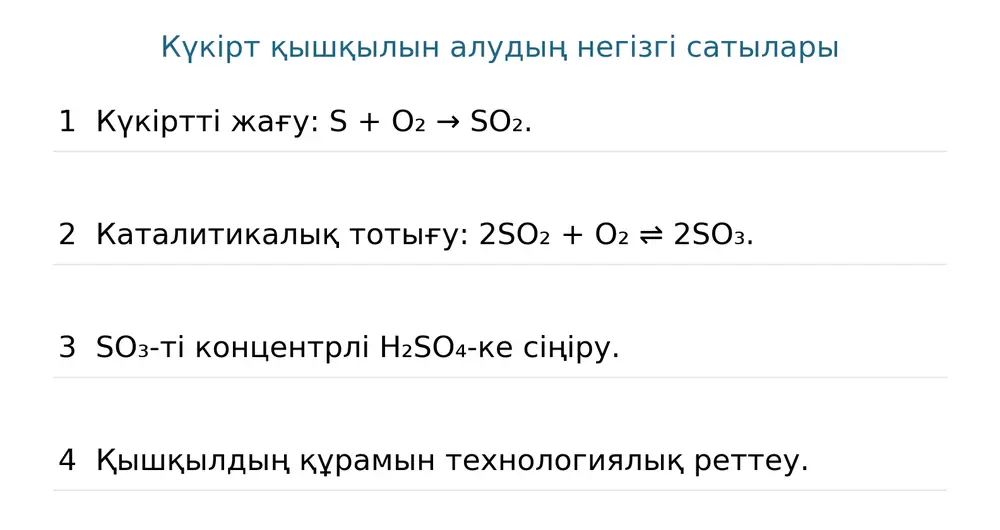 Күкірт қышқылын алудың негізгі сатылары
1 Күкіртті жағу: S + O₂ → SO₂.
2 Каталитикалық тотығу: 2SO₂ + O₂ ⇌ 2SO₃.
3 SO₃-ті концентрлі H₂SO₄-ке сіңіру.
4 Қышқылдың құрамын технологиялық реттеу.